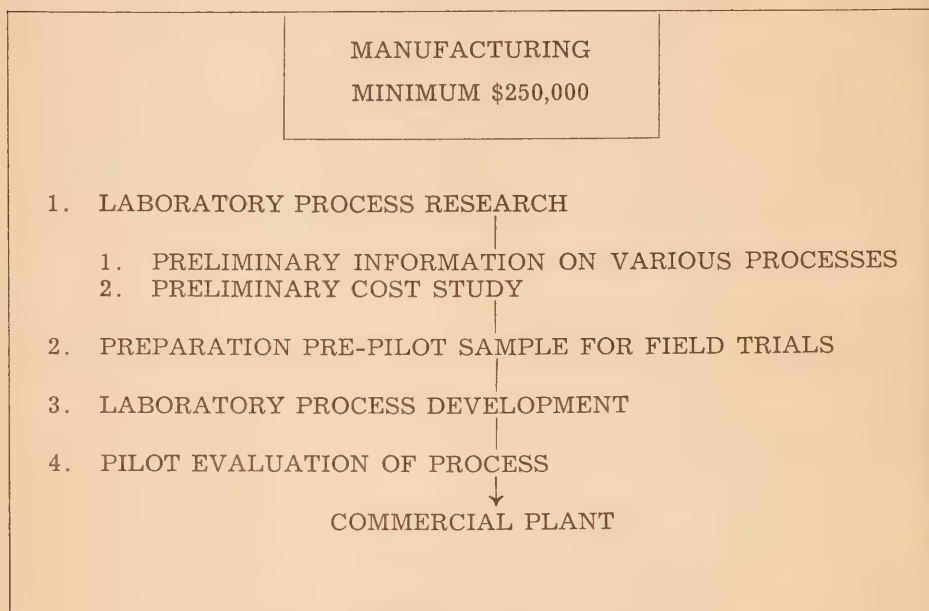 MANUFACTURING
MINIMUM $250,000
1. LABORATORY PROCESS RESEARCH
1. PRELIMINARY INFORMATION ON VARIOUS PROCESSES
2. PRELIMINARY COST STUDY
2. PREPARATION PRE-PILOT SAMPLE FOR FIELD TRIALS
3. LABORATORY PROCESS DEVELOPMENT
4. PILOT EVALUATION OF PROCESS
COMMERCIAL PLANT